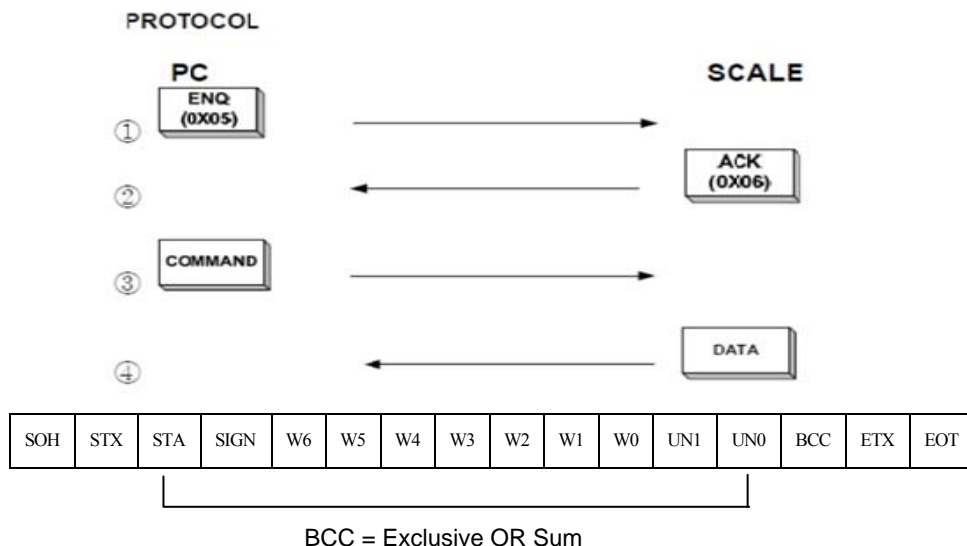 PROTOCOL
PC
SCALE
ENQ
(0X05)
①
ACK
(0X06)
②
COMMAND
③
DATA
④
SOH STX STA SIGN W6 W5 W4 W3 W2 W1 W0 UN1 UN0 BCC ETX EOT
BCC = Exclusive OR Sum